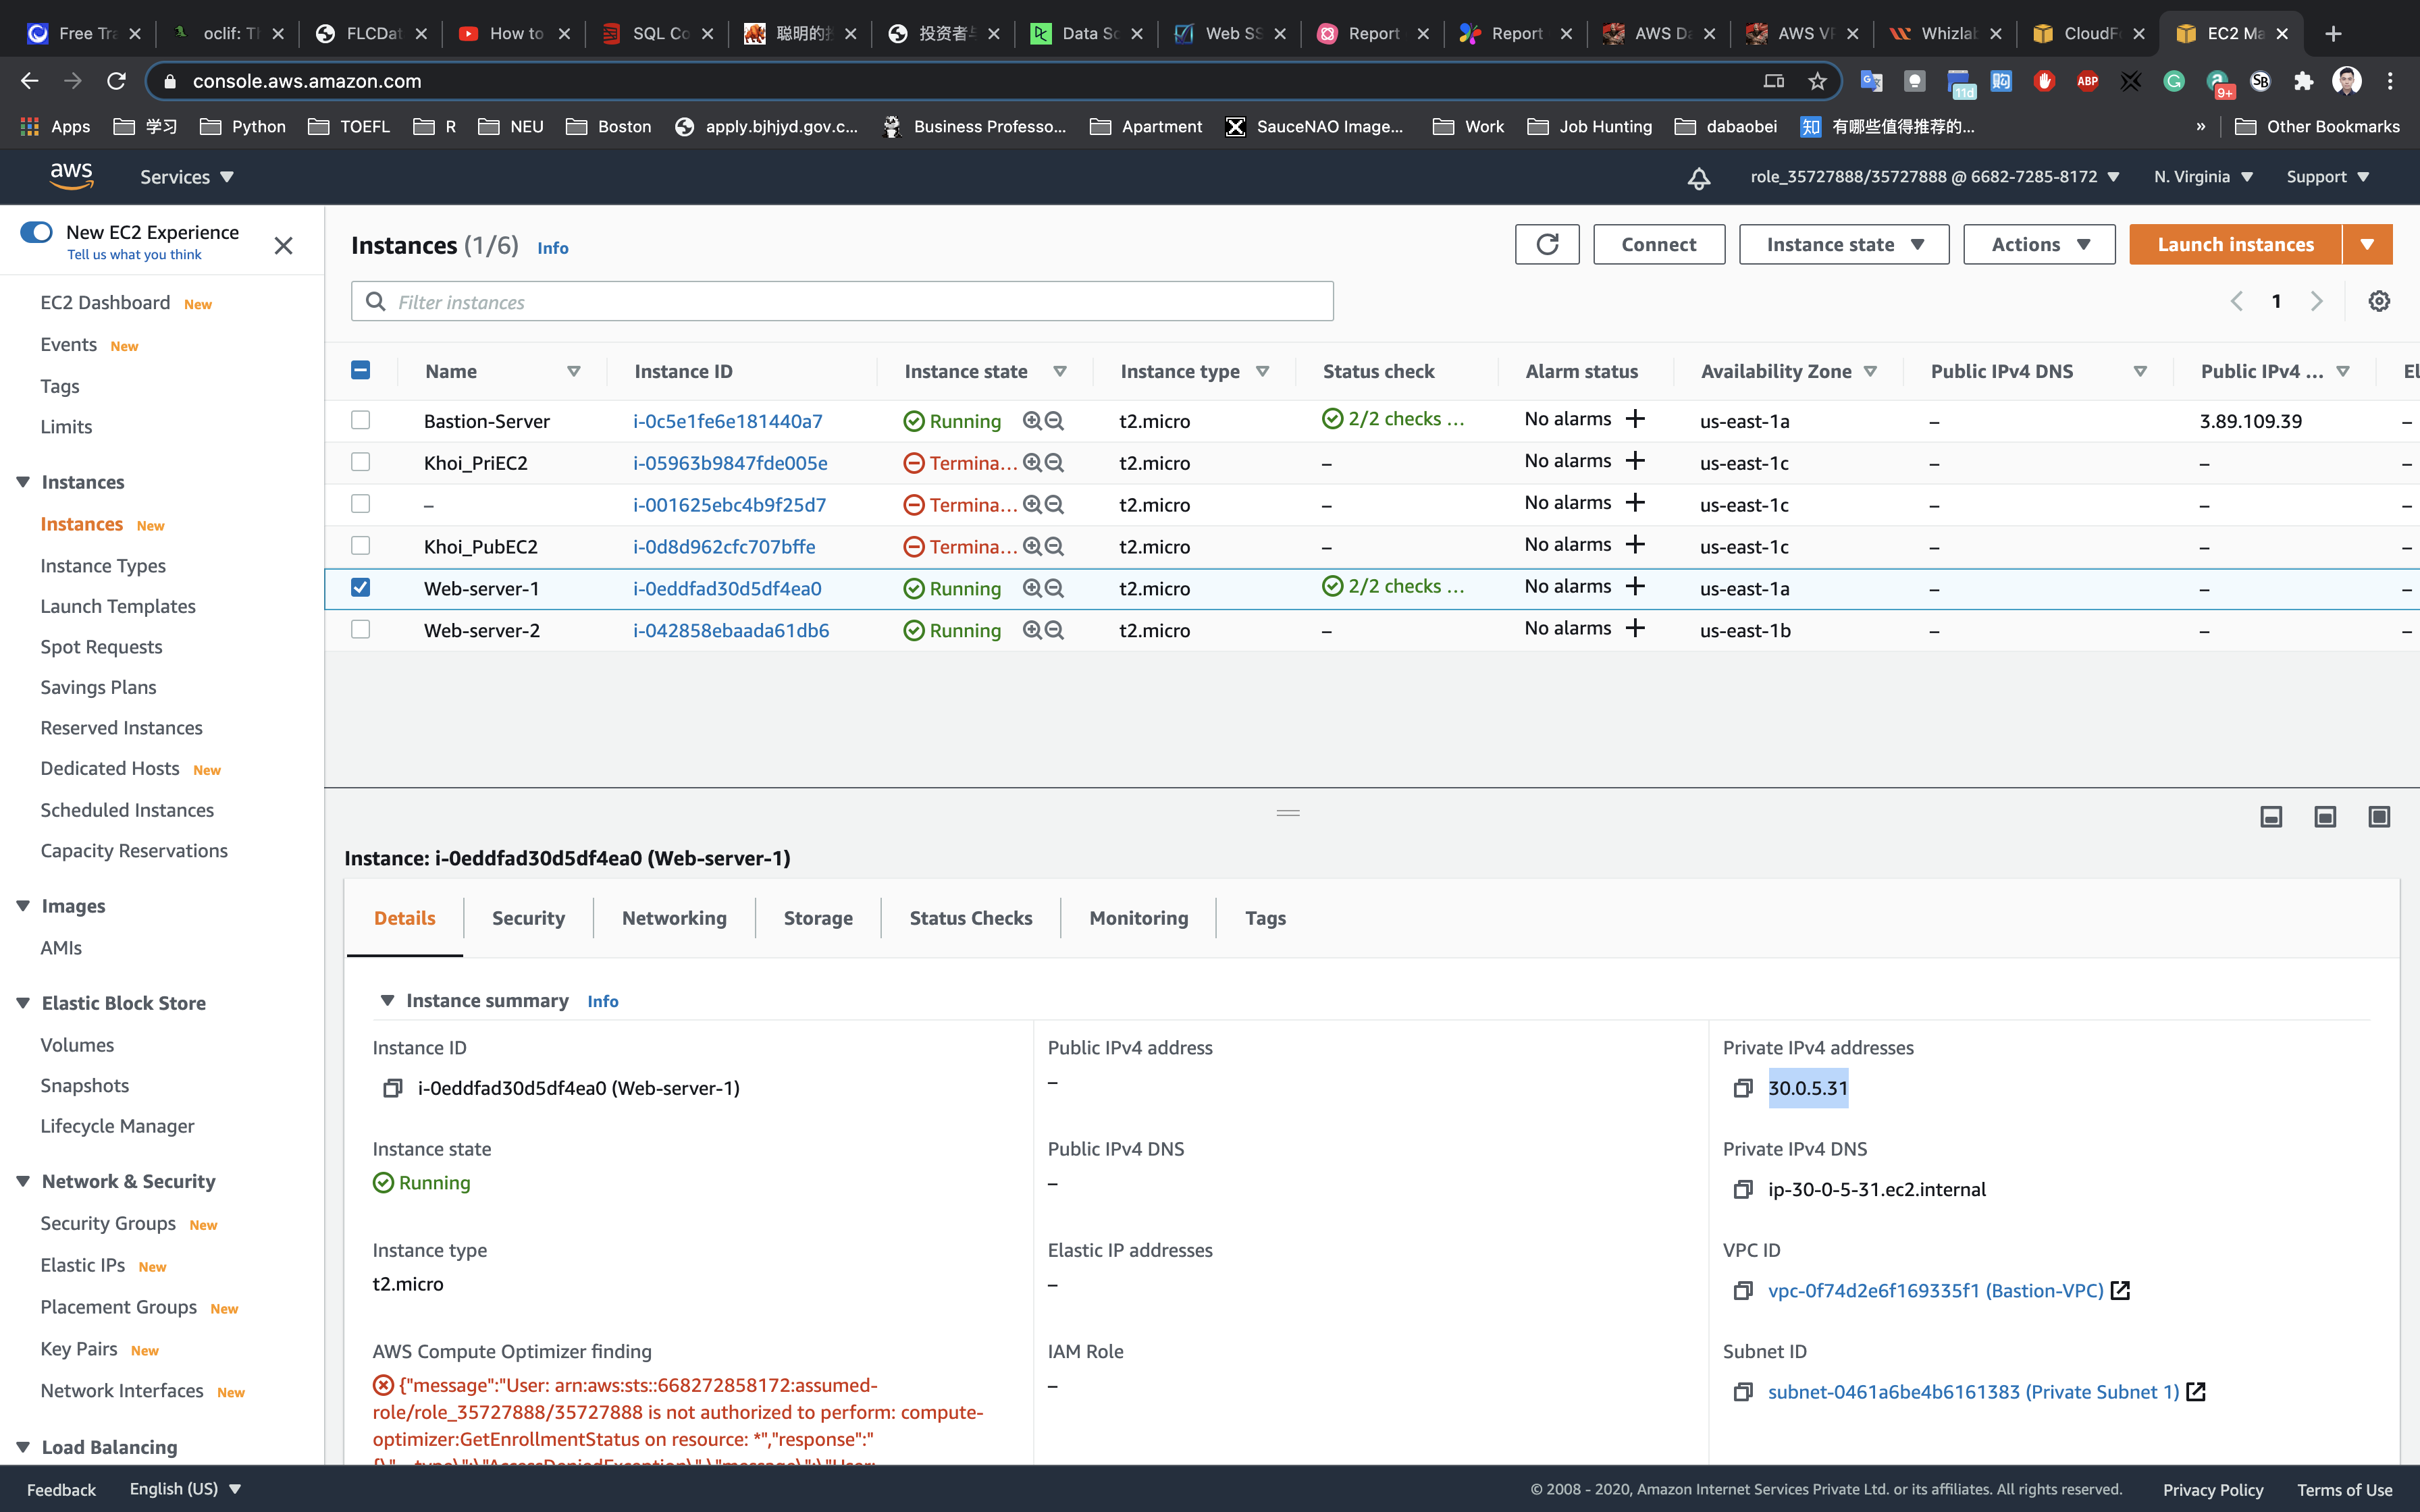 Free Tra
oclif: Th
FLCDat
How to
SQL Co
聪明的
投资者
Data Sc
Web SS
Report
Report
AWS Da
AWS VP
Whizlab
CloudFo
EC2 Ma
console.aws.amazon.com
11d
ABP
9+
SB
Apps
学习
Python
TOEFL
R
NEU
Boston
apply.bjhjyd.gov.c...
Business Professo...
Apartment
SauceNAO Image...
Work
Job Hunting
dabaobei
知 有哪些值得推荐的...
»
Other Bookmarks
aws
Services
role_35727888/35727888 @ 6682-7285-8172
N. Virginia
Support
New EC2 Experience
Tell us what you think
EC2 Dashboard New
Events New
Tags
Limits
Instances
Instances New
Instance Types
Launch Templates
Spot Requests
Savings Plans
Reserved Instances
Dedicated Hosts New
Scheduled Instances
Capacity Reservations
Images
AMIs
Elastic Block Store
Volumes
Snapshots
Lifecycle Manager
Network & Security
Security Groups New
Elastic IPs New
Placement Groups New
Key Pairs New
Network Interfaces New
Load Balancing
Instances (1/6) Info
Connect
Instance state
Actions
Launch instances
Filter instances
1
Name Instance ID Instance state Instance type Status check Alarm status Availability Zone Public IPv4 DNS Public IPv4 ... El
Bastion-Server i-0c5e1fe6e181440a7 Running t2.micro 2/2 checks ... No alarms + us-east-1a – 3.89.109.39 –
Khoi_PriEC2 i-05963b9847fde005e Termina... t2.micro – No alarms + us-east-1c – – –
– i-001625ebc4b9f25d7 Termina... t2.micro – No alarms + us-east-1c – – –
Khoi_PubEC2 i-0d8d962cfc707bffe Termina... t2.micro – No alarms + us-east-1c – – –
Web-server-1 i-0eddfad30d5df4ea0 Running t2.micro 2/2 checks ... No alarms + us-east-1a – – –
Web-server-2 i-042858ebaada61db6 Running t2.micro – No alarms + us-east-1b – – –
Instance: i-0eddfad30d5df4ea0 (Web-server-1)
Details
Security
Networking
Storage
Status Checks
Monitoring
Tags
Instance summary Info
Instance ID
i-0eddfad30d5df4ea0 (Web-server-1)
Public IPv4 address
–
Private IPv4 addresses
30.0.5.31
Instance state
Running
Public IPv4 DNS
–
Private IPv4 DNS
ip-30-0-5-31.ec2.internal
Instance type
t2.micro
Elastic IP addresses
–
VPC ID
vpc-0f74d2e6f169335f1 (Bastion-VPC)
AWS Compute Optimizer finding
{"message":"User: arn:aws:sts::668272858172:assumed-
role/role_35727888/35727888 is not authorized to perform: compute-
optimizer:GetEnrollmentStatus on resource: *","response":"
{\"__type\":\"AccessDeniedException\",\"message\":\"User:
IAM Role
–
Subnet ID
subnet-0461a6be4b6161383 (Private Subnet 1)
Feedback
English (US)
© 2008 - 2020, Amazon Internet Services Private Ltd. or its affiliates. All rights reserved.
Privacy Policy
Terms of Use